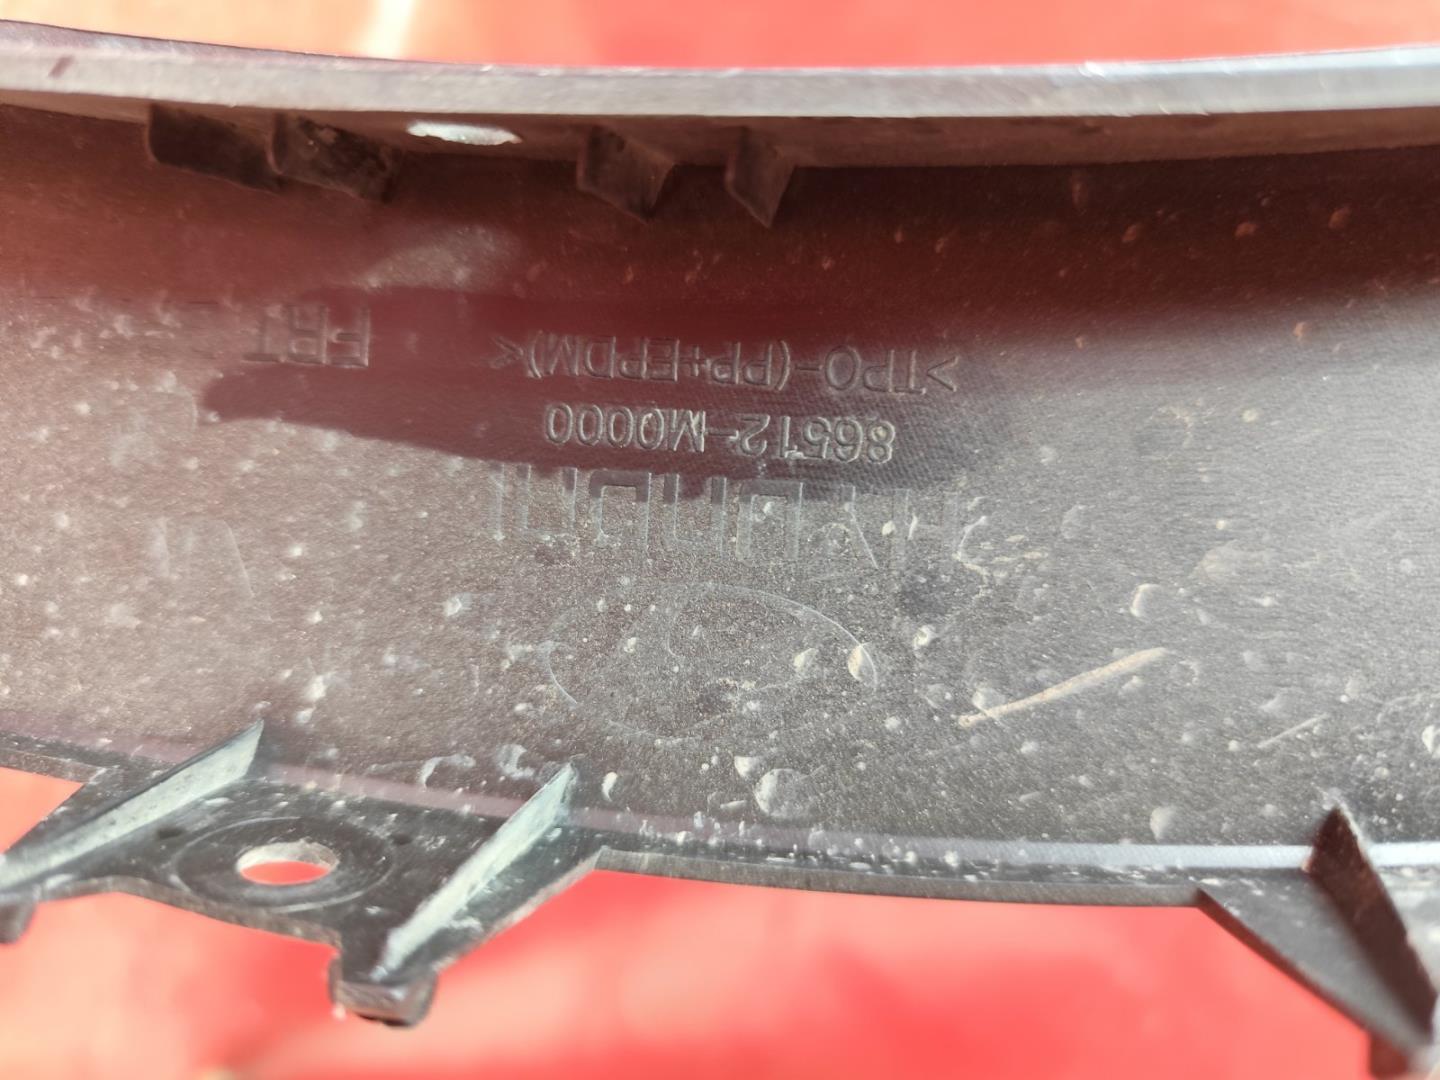 HYUNDAI
86512-M0000
>TPO-(PP+EPDM)<
FRT